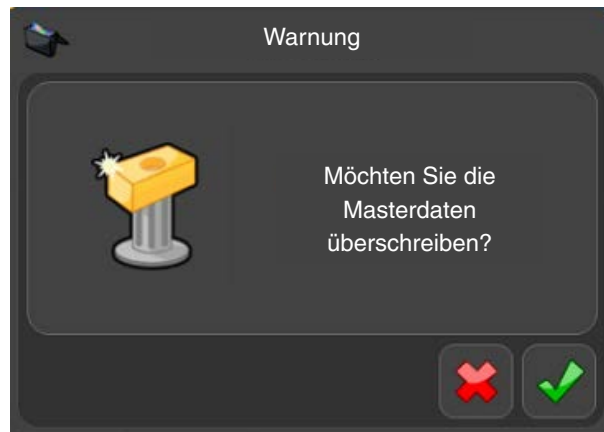 Warnung
Möchten Sie die
Masterdaten
überschreiben?